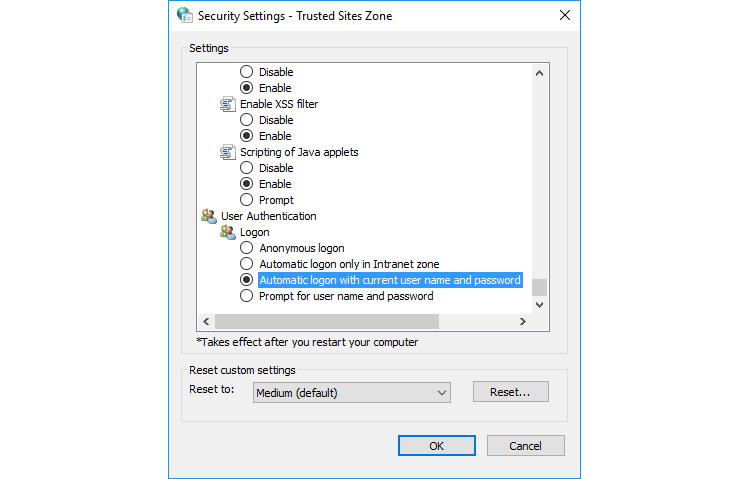 Security Settings - Trusted Sites Zone
Settings
Disable
Enable
Enable XSS filter
Disable
Enable
Scripting of Java applets
Disable
Enable
Prompt
User Authentication
Logon
Anonymous logon
Automatic logon only in Intranet zone
Automatic logon with current user name and password
Prompt for user name and password
*Takes effect after you restart your computer
Reset custom settings
Reset to: Medium (default) Reset...
OK Cancel